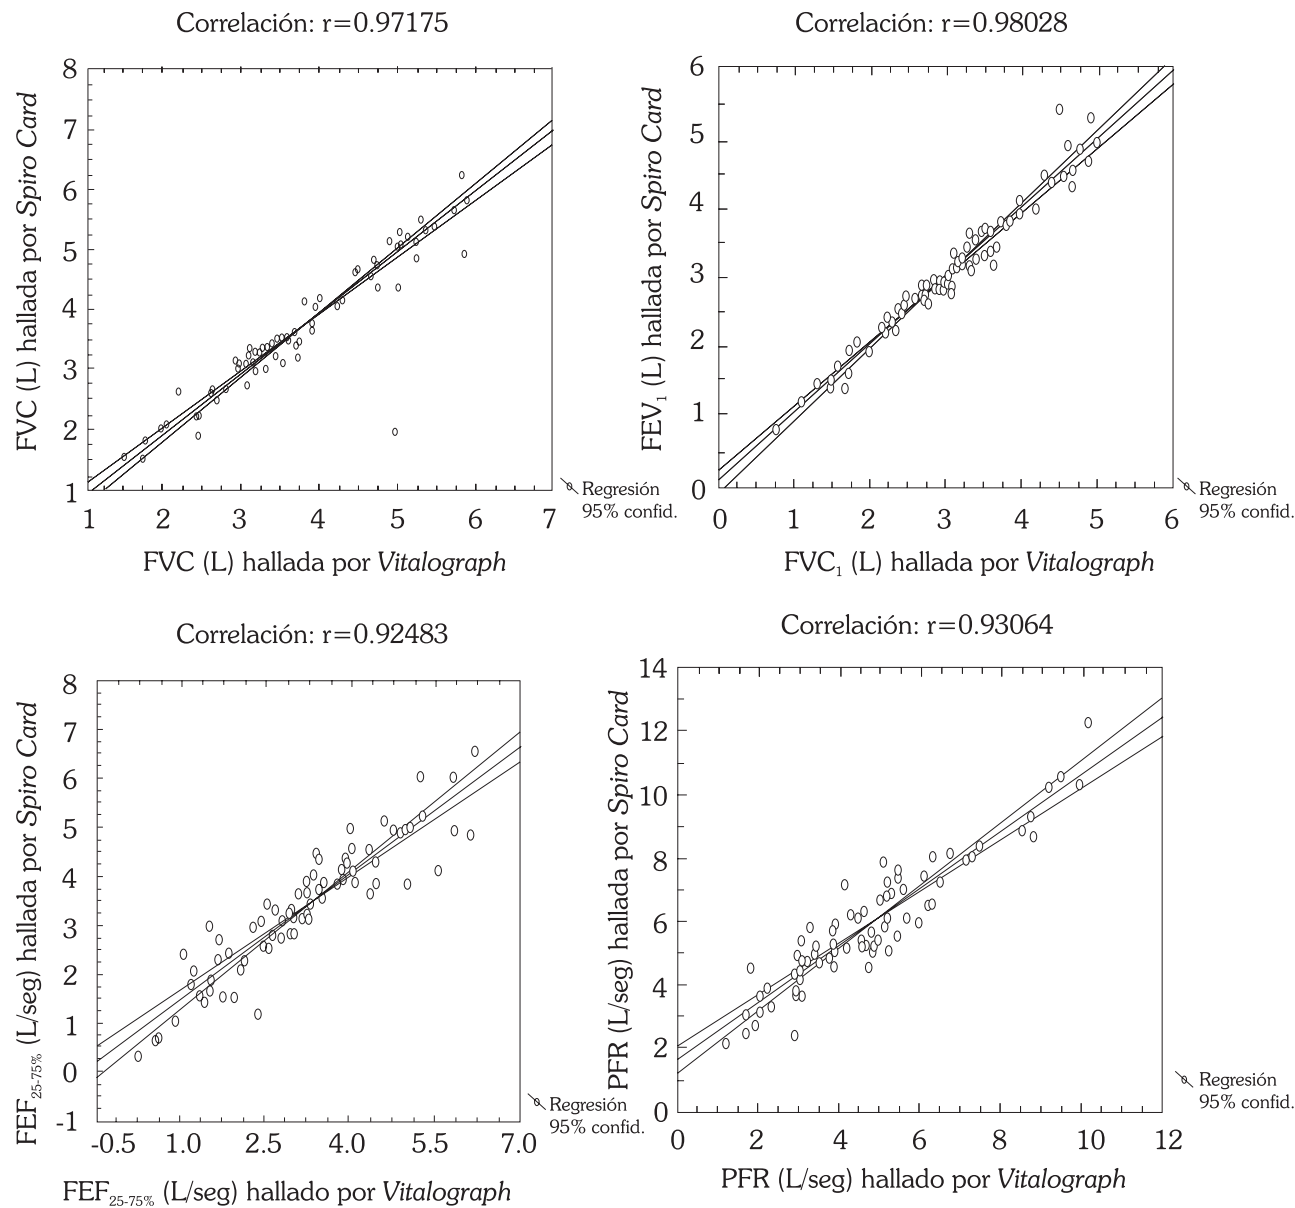 Correlación: r=0.97175
FVC (L) hallada por Spiro Card
8
7
6
5
4
3
2
1
1 2 3 4 5 6 7
Regresión
95% confid.
FVC (L) hallada por Vitalograph
Correlación: r=0.98028
FEV1 (L) hallada por Spiro Card
6
5
4
3
2
1
0
0 1 2 3 4 5 6
Regresión
95% confid.
FVC1 (L) hallada por Vitalograph
Correlación: r=0.92483
FEF25-75% (L/seg) hallada por Spiro Card
8
7
6
5
4
3
2
1
0
-1
-0.5 1.0 2.5 4.0 5.5 7.0
Regresión
95% confid.
FEF25-75% (L/seg) hallado por Vitalograph
Correlación: r=0.93064
PFR (L/seg) hallada por Spiro Card
14
12
10
8
6
4
2
0
0 2 4 6 8 10 12
Regresión
95% confid.
PFR (L/seg) hallado por Vitalograph